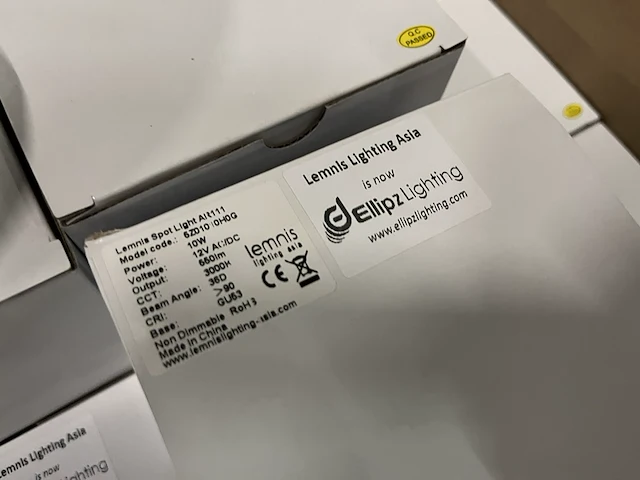 Q.C
PASSED
Lemnis Lighting Asia
is now
EllipzLighting
www.ellipzlighting.com
Lemnis Spot Light Alt111
Model code.:
Power: 10W
Voltage: 12V AC/DC
Output: 660lm
CCT: 3000K
Beam Angle: 36D
CRI: >90
Base: GU53
Non Dimmable RoHS
Made in China
www.lemnislighting-asia.com
lemnis
lighting asia
CE
Lemnis Lighting Asia
is now
Lighting